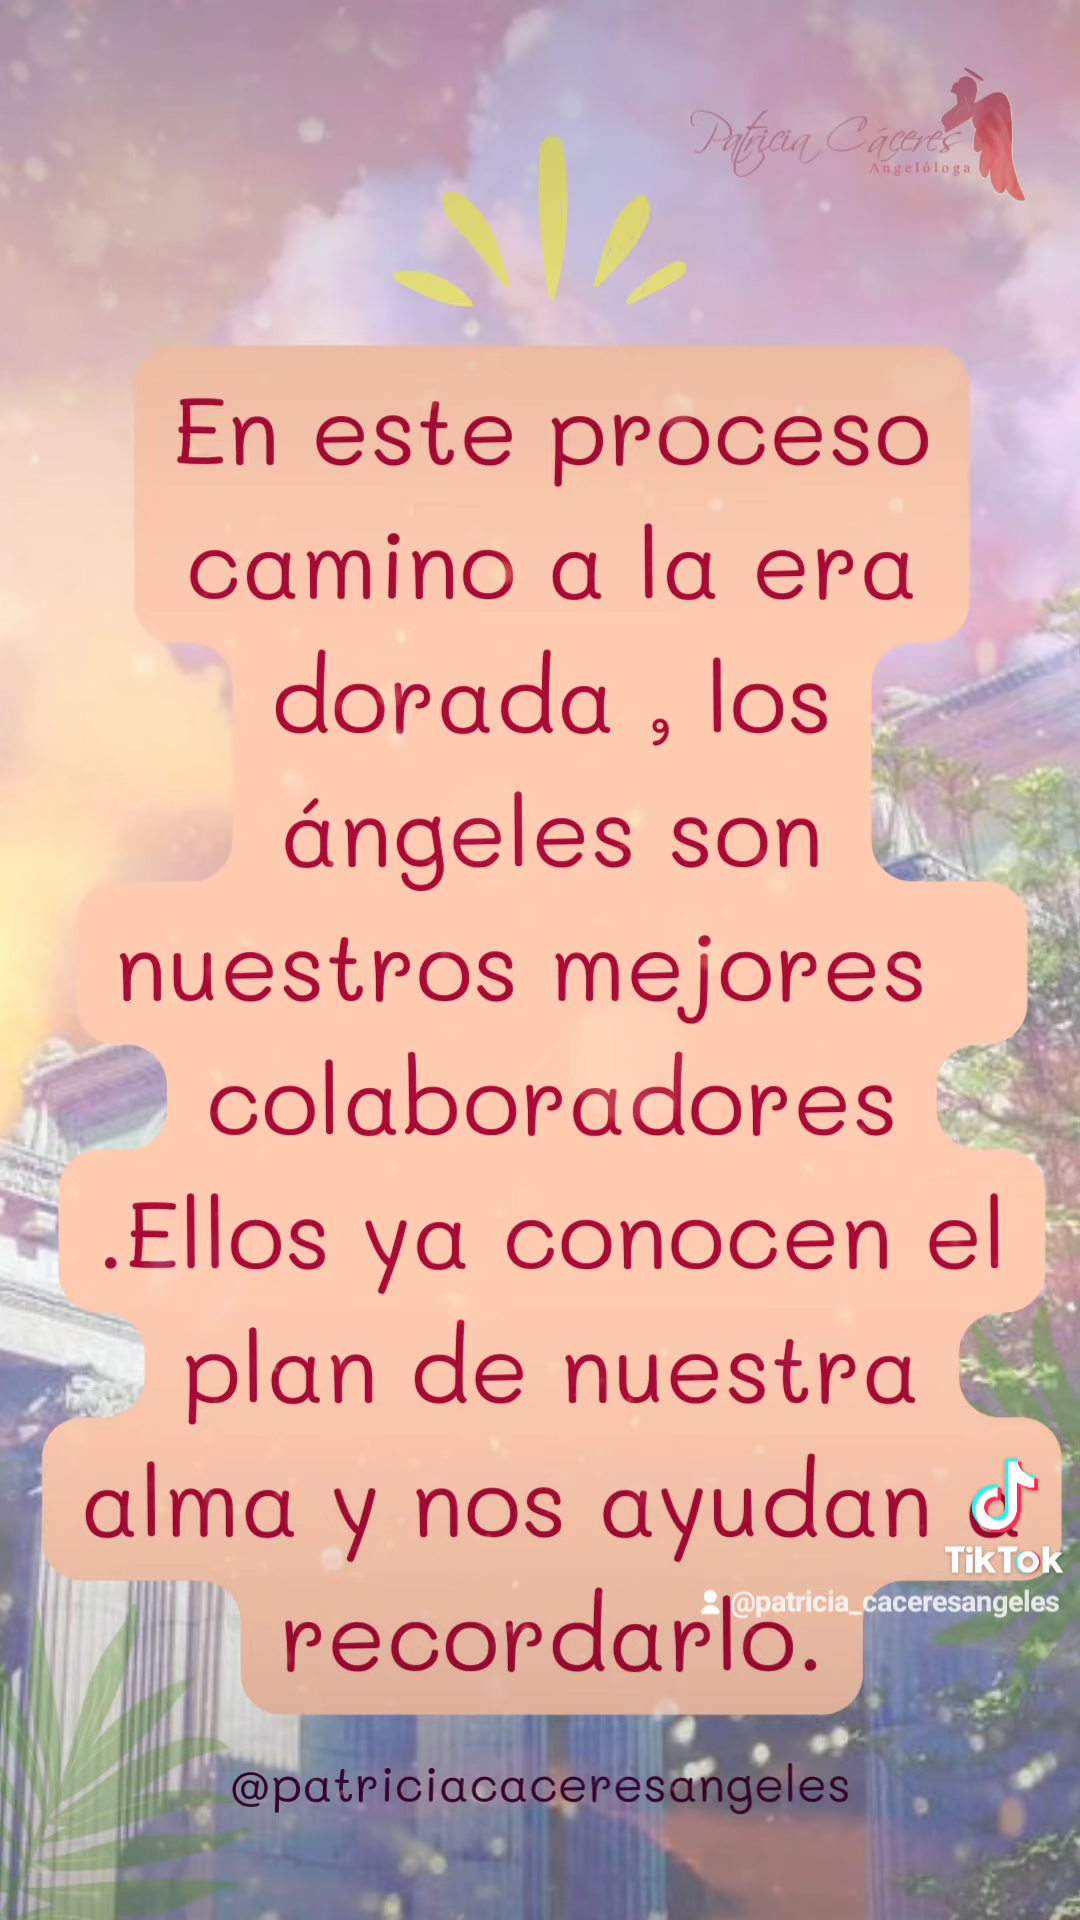 Patricia Cáceres
Angelóloga
En este proceso
camino a la era
dorada , los
ángeles son
nuestros mejores
colaboradores
.Ellos ya conocen el
plan de nuestra
alma y nos ayudan a
recordarlo.
TikTok
@patricia_caceresangeles
@patriciacaceresangeles